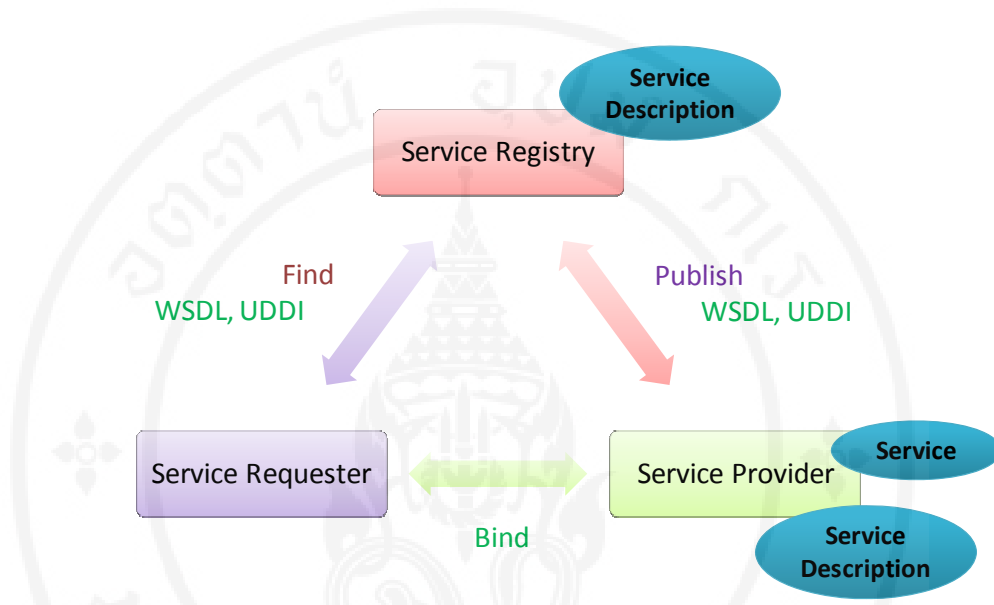 Service
Description
Service Registry
Find
WSDL, UDDI
Publish
WSDL, UDDI
Service Requester
Bind
Service Provider
Service
Service
Description